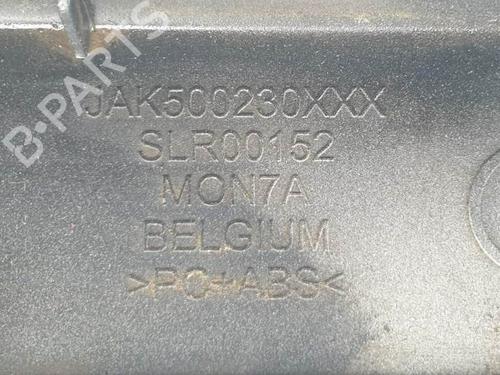 B-PARTS
JAK500230XXX
SLR00152
MON7A
BELGIUM
>PC+ABS<